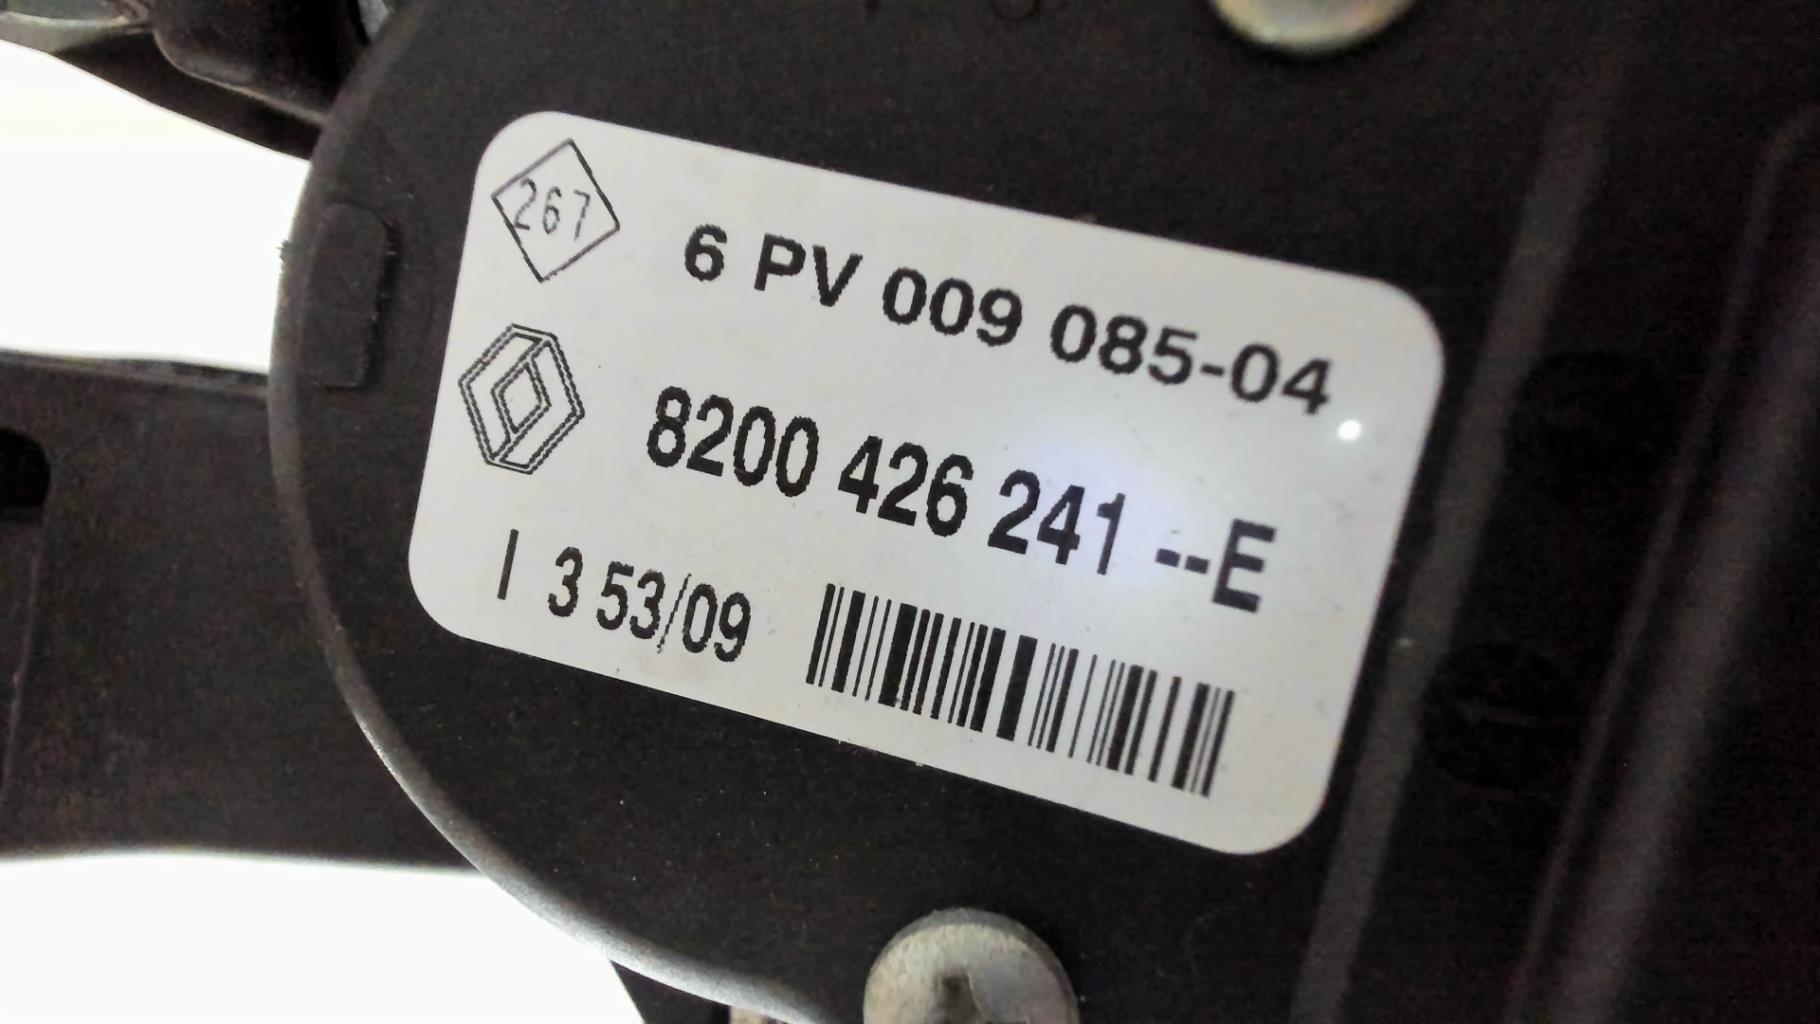 267
6 PV 009 085-04
8200 426 241 --E
I 3 53/09